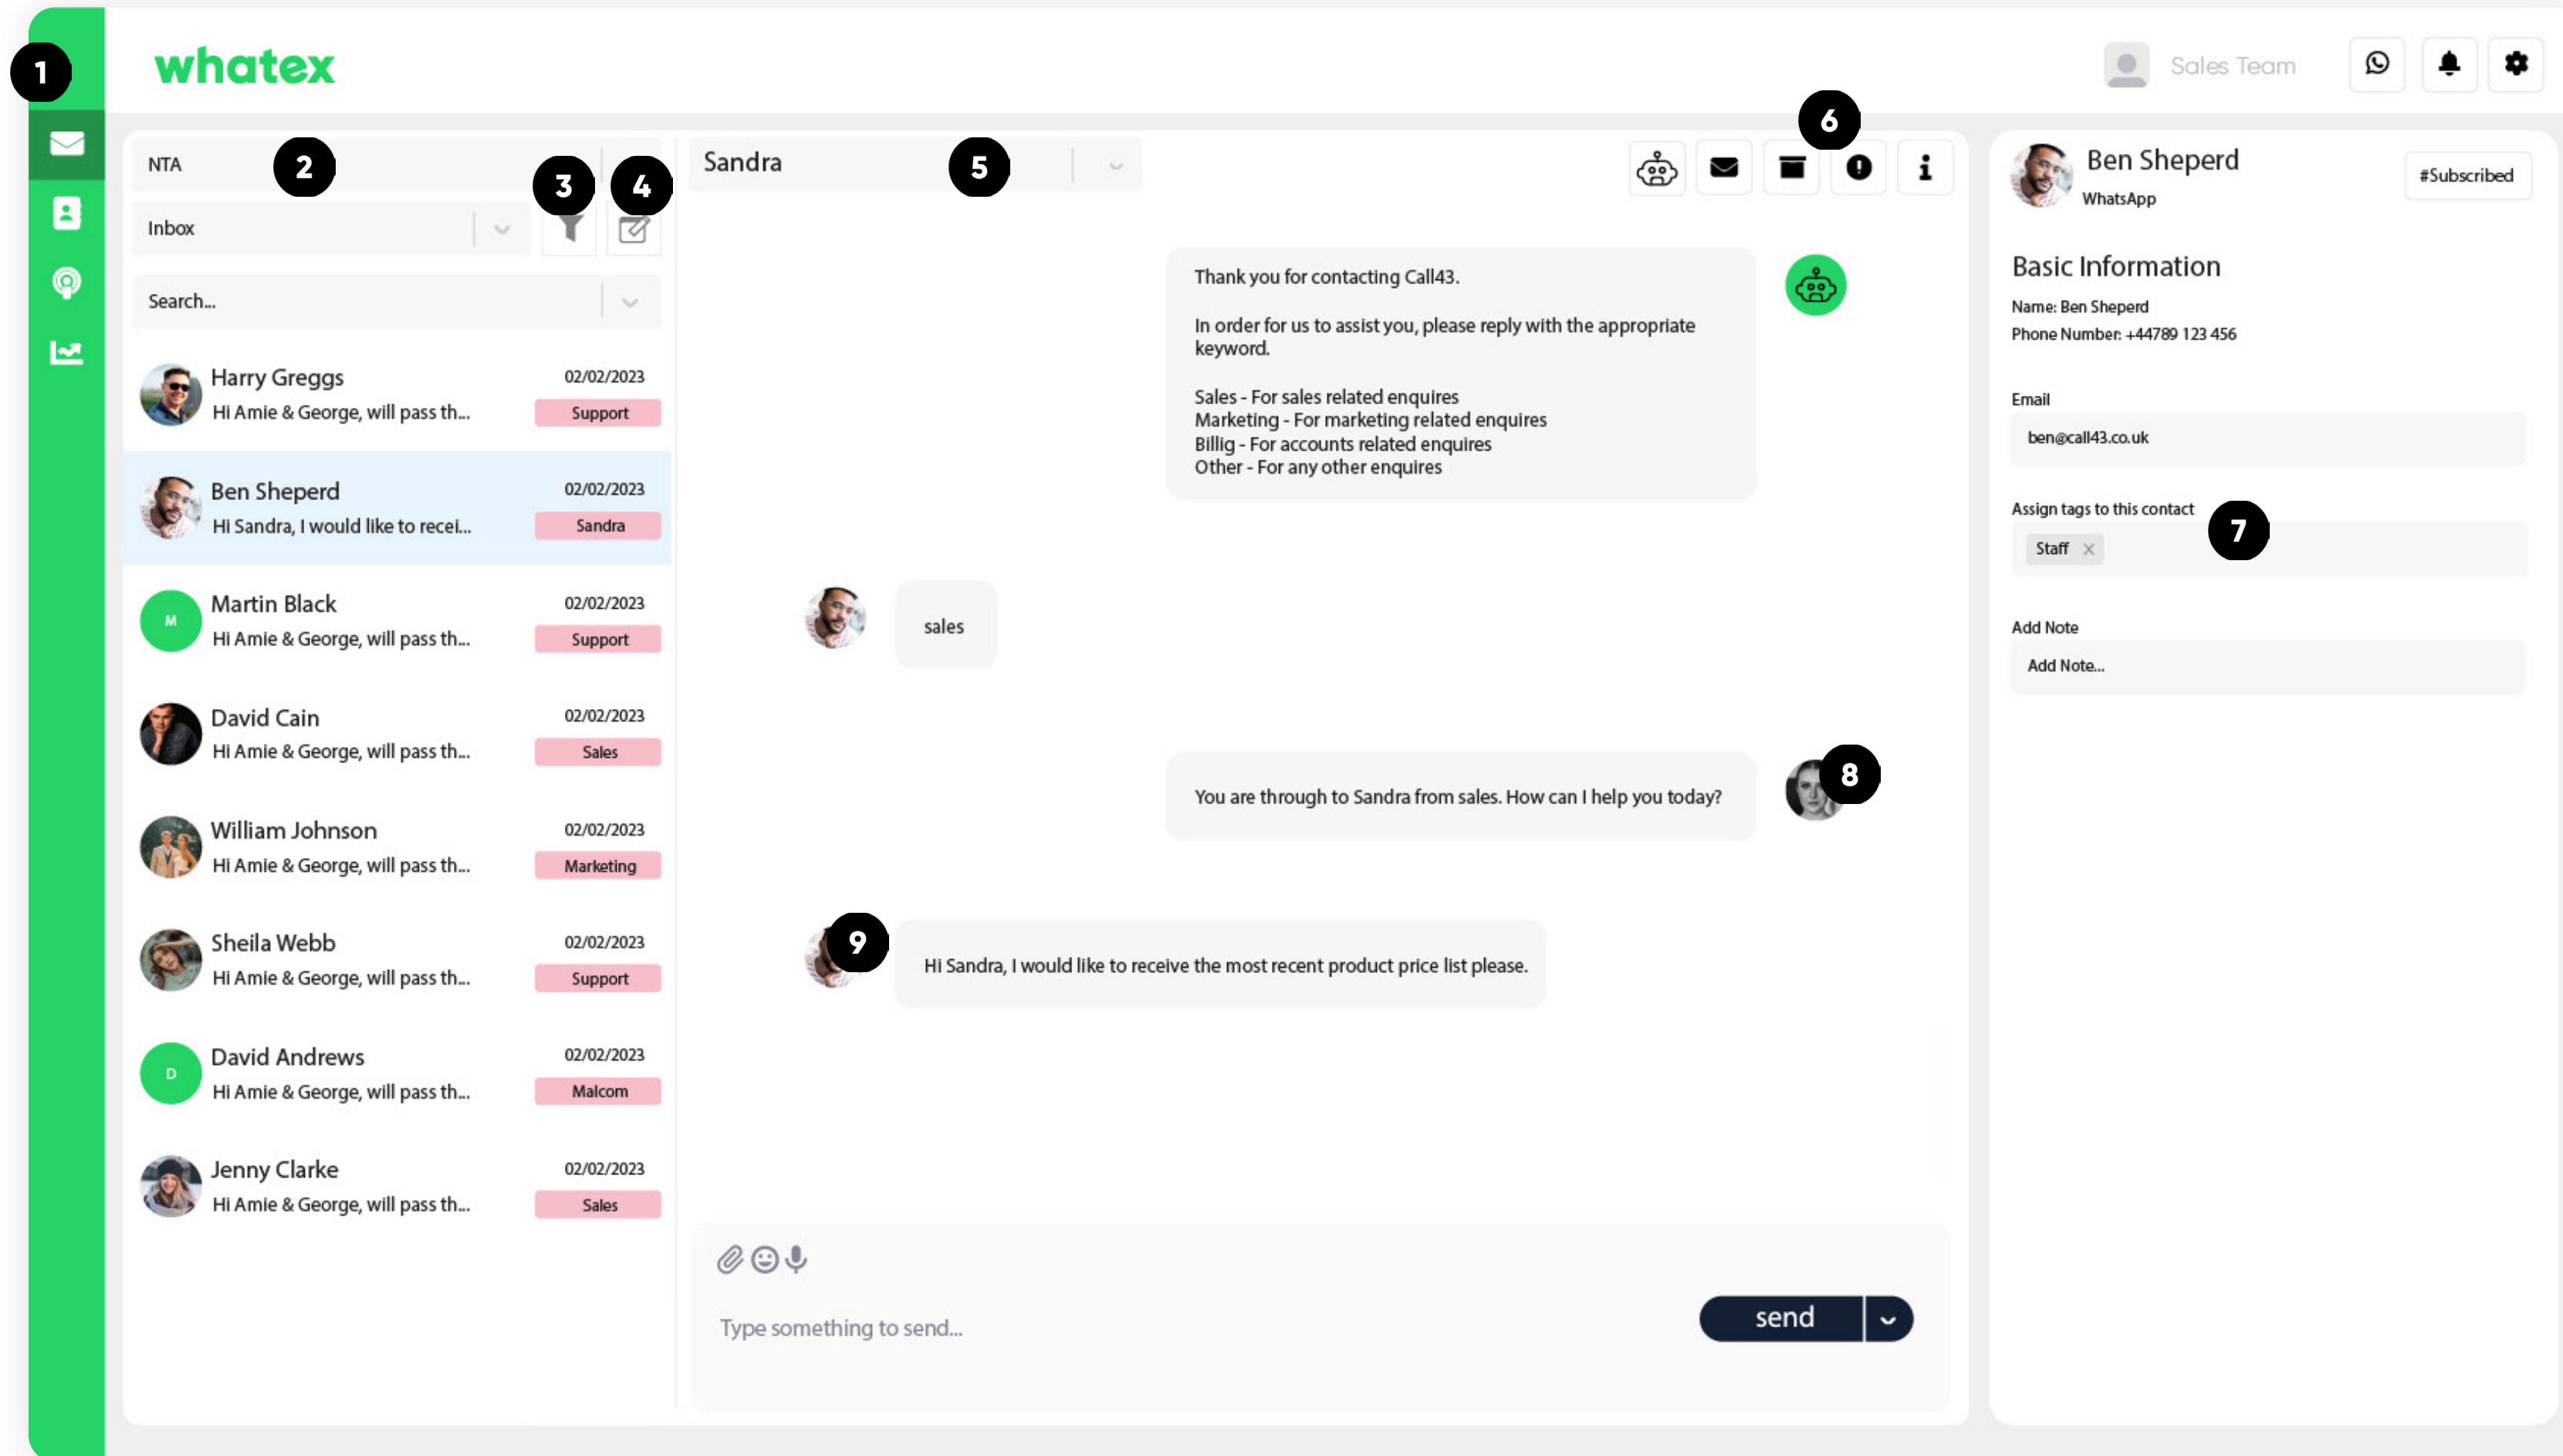 1
whatex
Sales Team
6
NTA
2
3
4
Inbox
Search...
Harry Greggs
02/02/2023
Hi Amie & George, will pass th...
Support
Ben Sheperd
02/02/2023
Hi Sandra, I would like to recei...
Sandra
M
Martin Black
02/02/2023
Hi Amie & George, will pass th...
Support
David Cain
02/02/2023
Hi Amie & George, will pass th...
Sales
William Johnson
02/02/2023
Hi Amie & George, will pass th...
Marketing
Sheila Webb
02/02/2023
Hi Amie & George, will pass th...
Support
D
David Andrews
02/02/2023
Hi Amie & George, will pass th...
Malcom
Jenny Clarke
02/02/2023
Hi Amie & George, will pass th...
Sales
Sandra
5
Thank you for contacting Call43.
In order for us to assist you, please reply with the appropriate
keyword.
Sales - For sales related enquires
Marketing - For marketing related enquires
Billig - For accounts related enquires
Other - For any other enquires
sales
You are through to Sandra from sales. How can I help you today?
8
9
Hi Sandra, I would like to receive the most recent product price list please.
Type something to send...
send
Ben Sheperd
WhatsApp
#Subscribed
Basic Information
Name: Ben Sheperd
Phone Number: +44789 123 456
Email
ben@call43.co.uk
Assign tags to this contact
7
Staff
Add Note
Add Note...